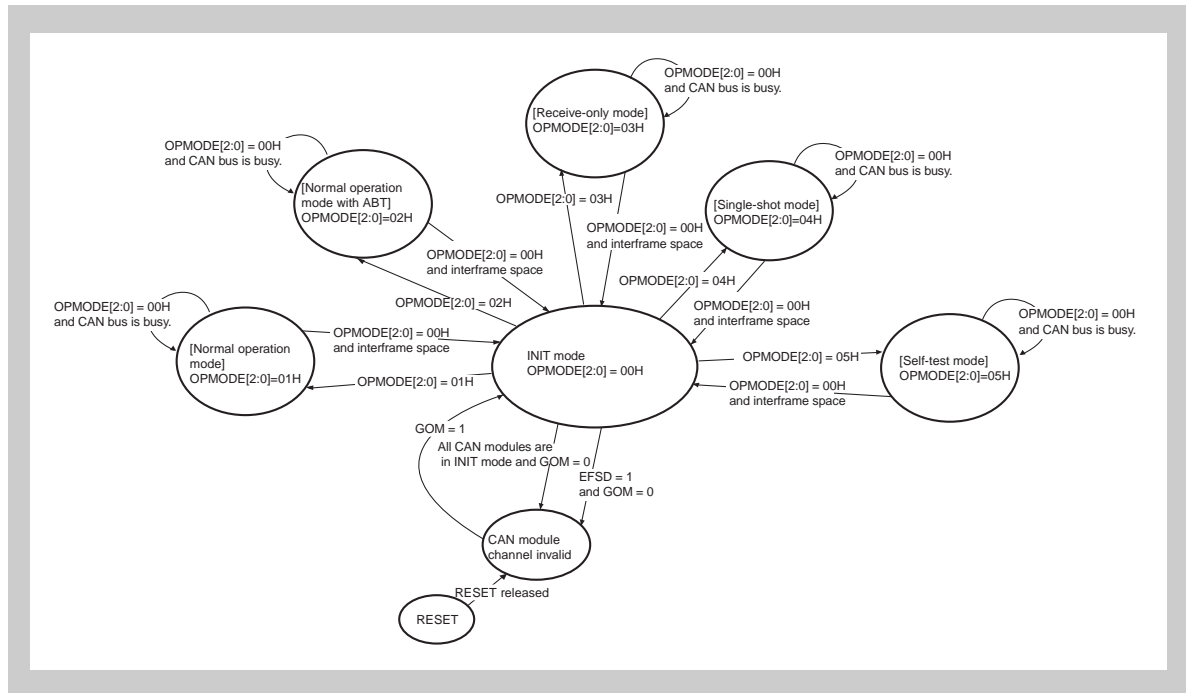 OPMODE[2:0] = 00H
and CAN bus is busy.
[Receive-only mode]
OPMODE[2:0]=03H
OPMODE[2:0] = 00H
and CAN bus is busy.
[Normal operation
mode with ABT]
OPMODE[2:0]=02H
OPMODE[2:0] = 00H
and CAN bus is busy.
[Single-shot mode]
OPMODE[2:0]=04H
OPMODE[2:0] = 03H
OPMODE[2:0] = 00H
and interframe space
OPMODE[2:0] = 00H
and interframe space
OPMODE[2:0] = 04H
OPMODE[2:0] = 02H
OPMODE[2:0] = 00H
and interframe space
OPMODE[2:0] = 00H
and CAN bus is busy.
[Normal operation
mode]
OPMODE[2:0]=01H
OPMODE[2:0] = 00H
and interframe space
OPMODE[2:0] = 01H
INIT mode
OPMODE[2:0] = 00H
OPMODE[2:0] = 05H
OPMODE[2:0] = 00H
and interframe space
OPMODE[2:0] = 00H
and CAN bus is busy.
[Self-test mode]
OPMODE[2:0]=05H
GOM = 1
All CAN modules are
in INIT mode and GOM = 0
EFSD = 1
and GOM = 0
CAN module
channel invalid
RESET released
RESET